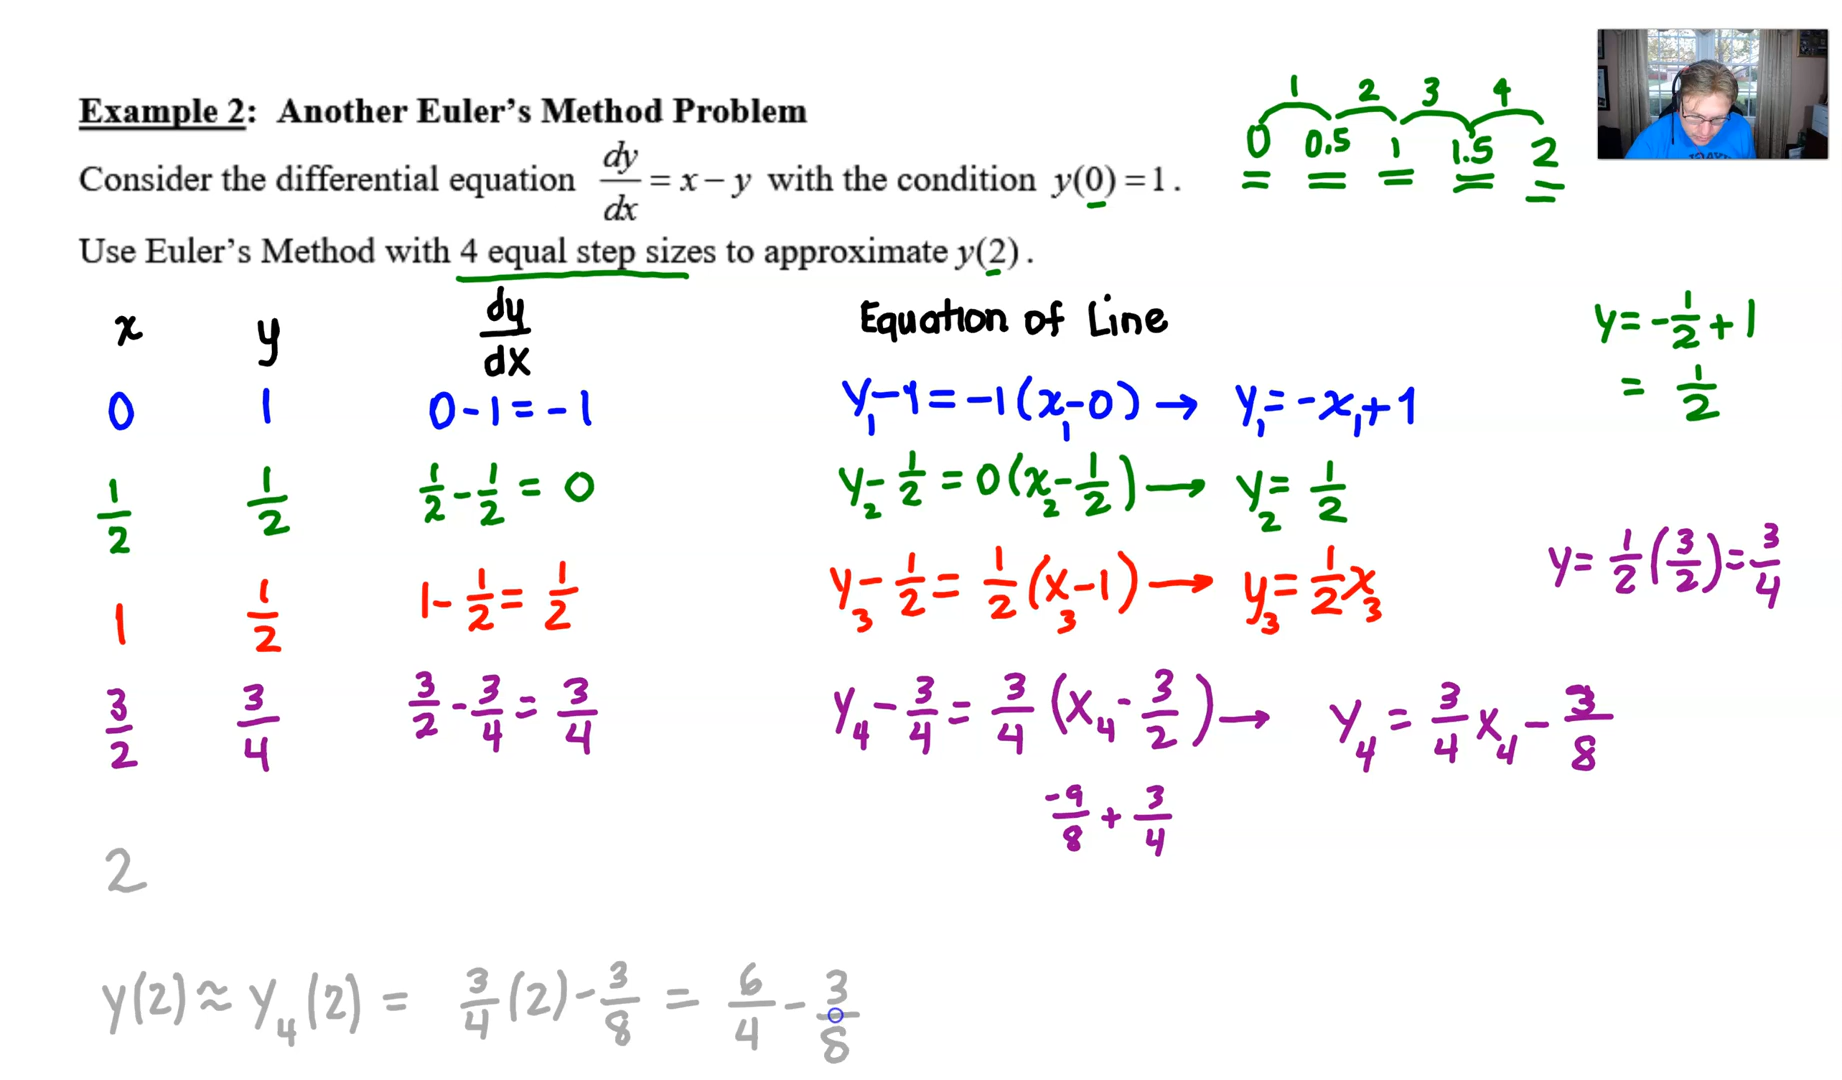 Example 2: Another Euler's Method Problem
Consider the differential equation dy/dx = x − y with the condition y(0) = 1.
Use Euler's Method with 4 equal step sizes to approximate y(2).
1 2 3 4
0 0.5 1 1.5 2
x y dy/dx Equation of Line
y = -1/2 + 1
= 1/2
0 1 0 - 1 = -1 y₁ - 1 = -1(x₁ - 0) → y₁ = -x₁ + 1
1/2 1/2 1/2 - 1/2 = 0 y₂ - 1/2 = 0(x₂ - 1/2) → y₂ = 1/2
1 1/2 1 - 1/2 = 1/2 y₃ - 1/2 = 1/2(x₃ - 1) → y₃ = 1/2 x₃
y = 1/2(3/2) = 3/4
3/2 3/4 3/2 - 3/4 = 3/4 y₄ - 3/4 = 3/4(x₄ - 3/2) → y₄ = 3/4 x₄ - 3/8
-9/8 + 3/4
2
y(2) ≈ y₄(2) = 3/4(2) - 3/8 = 6/4 - 3/8